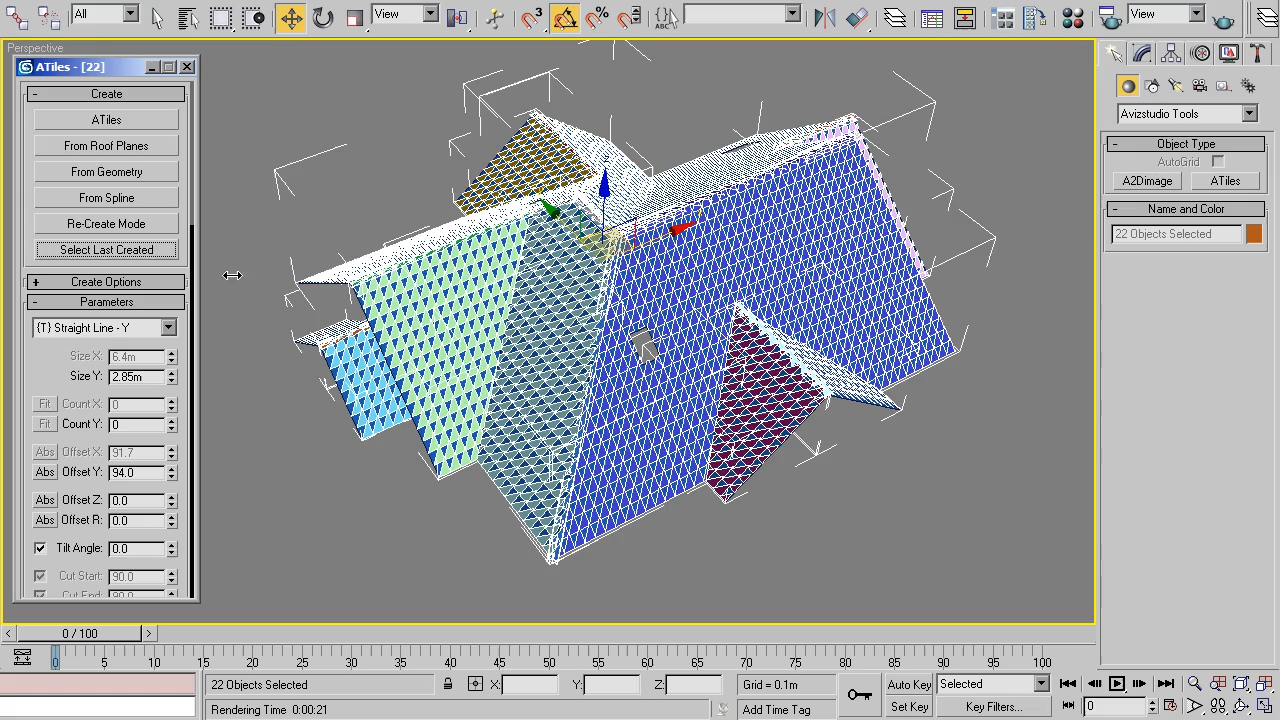 All
View
3
ABC
View
Perspective
ATiles - [22]
- Create
ATiles
From Roof Planes
From Geometry
From Spline
Re-Create Mode
Select Last Created
+ Create Options
- Parameters
{T} Straight Line - Y
Size X: 6.4m
Size Y: 2.85m
Fit Count X: 0
Fit Count Y: 0
Abs Offset X: 91.7
Abs Offset Y: 94.0
Abs Offset Z: 0.0
Abs Offset R: 0.0
Tilt Angle: 0.0
Cut Start: 90.0
Cut End: 90.0
Avizstudio Tools
- Object Type
AutoGrid
A2Dimage ATiles
- Name and Color
22 Objects Selected
< 0 / 100 >
0 5 10 15 20 25 30 35 40 45 50 55 60 65 70 75 80 85 90 95 100
22 Objects Selected X: Y: Z: Grid = 0.1m Auto Key Selected
Rendering Time 0:00:21 Add Time Tag Set Key Key Filters... 0